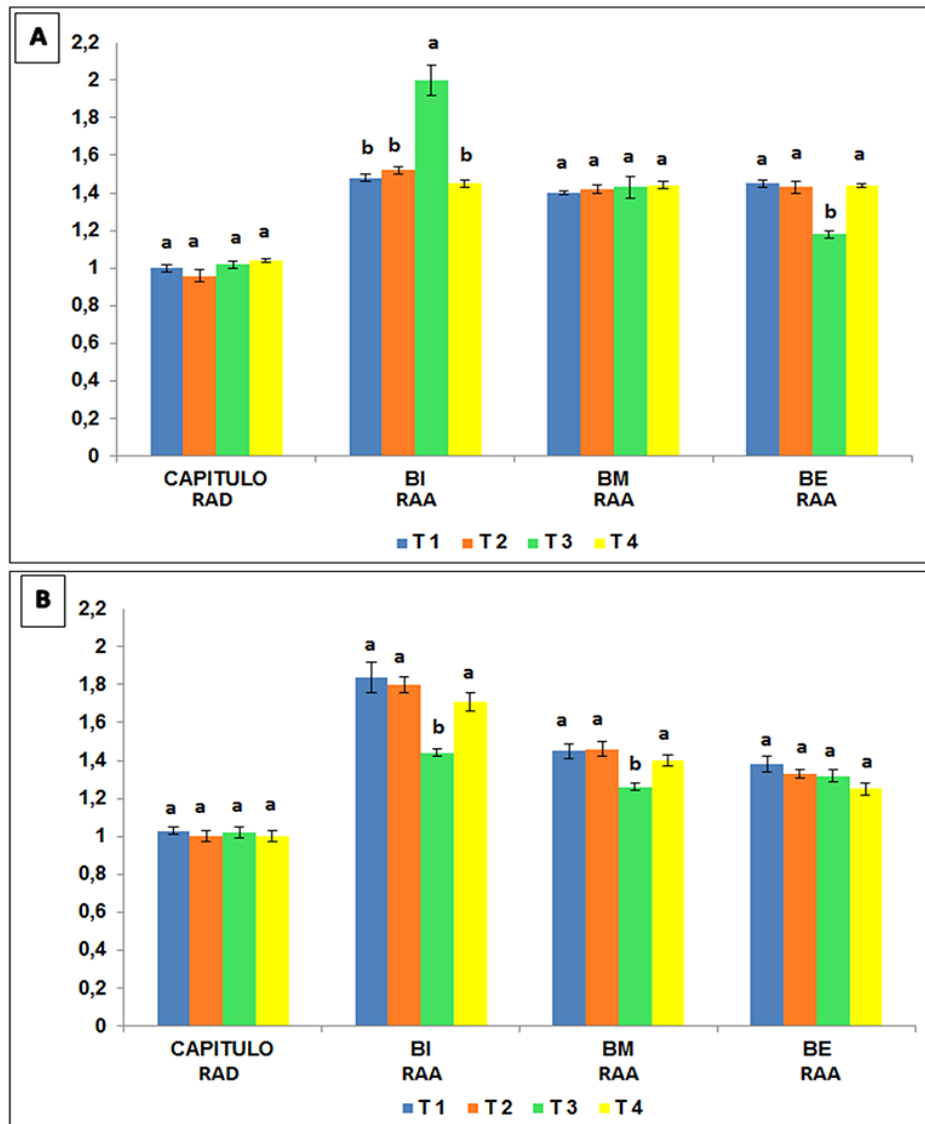 A
2,2
a
2
1,8
b b b
1,6
a a a a
a a a
1,4
1,2
b
a a a a
1
0,8
0,6
0,4
0,2
0
CAPITULO BI BM BE
RAD RAA RAA RAA
T 1 T 2 T 3 T 4
B
2,2
2
a a a
1,8
1,6
b
a a a
1,4
b
a a a a
1,2
a a a a
1
0,8
0,6
0,4
0,2
0
CAPITULO BI BM BE
RAD RAA RAA RAA
T 1 T 2 T 3 T 4